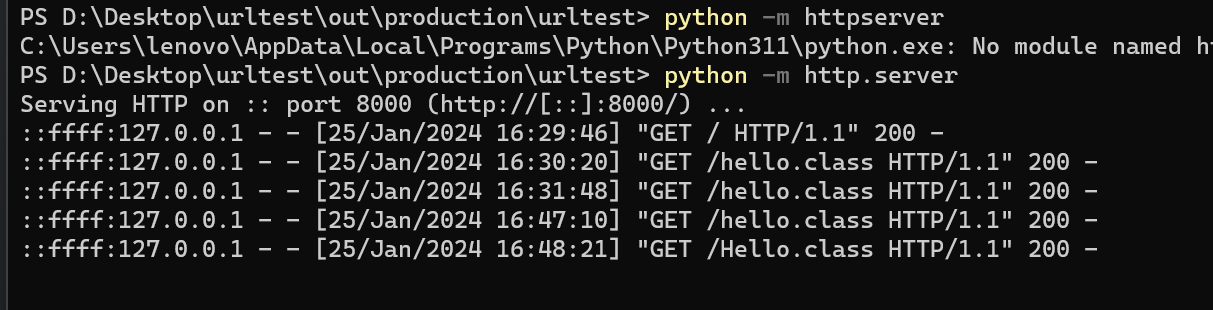 PS D:\Desktop\urltest\out\production\urltest> python -m httpserver
C:\Users\lenovo\AppData\Local\Programs\Python\Python311\python.exe: No module named
PS D:\Desktop\urltest\out\production\urltest> python -m http.server
Serving HTTP on :: port 8000 (http://[::]:8000/) ...
::ffff:127.0.0.1 - - [25/Jan/2024 16:29:46] "GET / HTTP/1.1" 200 -
::ffff:127.0.0.1 - - [25/Jan/2024 16:30:20] "GET /hello.class HTTP/1.1" 200 -
::ffff:127.0.0.1 - - [25/Jan/2024 16:31:48] "GET /hello.class HTTP/1.1" 200 -
::ffff:127.0.0.1 - - [25/Jan/2024 16:47:10] "GET /hello.class HTTP/1.1" 200 -
::ffff:127.0.0.1 - - [25/Jan/2024 16:48:21] "GET /Hello.class HTTP/1.1" 200 -